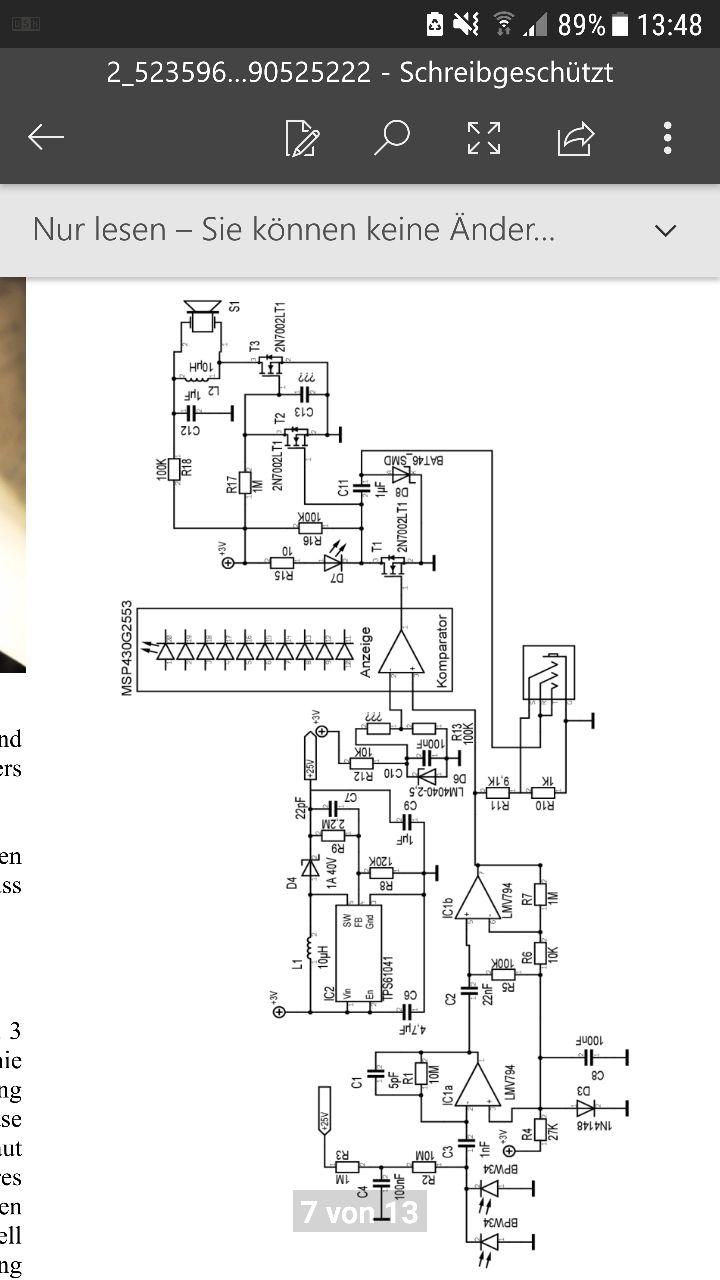 89% 13:48
2_523596...90525222 - Schreibgeschützt
Nur lesen – Sie können keine Änder...
S1
T3
2N7002LT1
10µH
L2
???
C13
1µF
C12
T2
2N7002LT1
100K
R18
R17
1M
C11
1µF
BAT46_SMD
D8
100K
R16
T1
2N7002LT1
+3V
10
R15
D7
MSP430G2553
Anzeige
Komparator
nd
ers
+3V
???
R13
100K
+25V
10K
R12
100nF
C10
D6
LM4040-2,5
22pF
C7
2,2M
R9
C9
1µF
9,1K
R11
1K
R10
en
ass
D4
1A 40V
120K
R8
IC1b
LMV794
R7
1M
SW
FB
Gnd
L1
10µH
IC2
Vin
En
TPS61041
R6
10K
100K
R5
C2
22nF
+3V
4,7µF
C6
3
nie
ng
C1
5pF
R1
10M
IC1a
LMV794
100nF
C8
D3
1N4148
se
aut
+25V
R3
1M
C4
100nF
10M
R2
C3
1nF
+3V
R4
27K
res
en
ell
ng
BPW34
BPW34
7 von 13